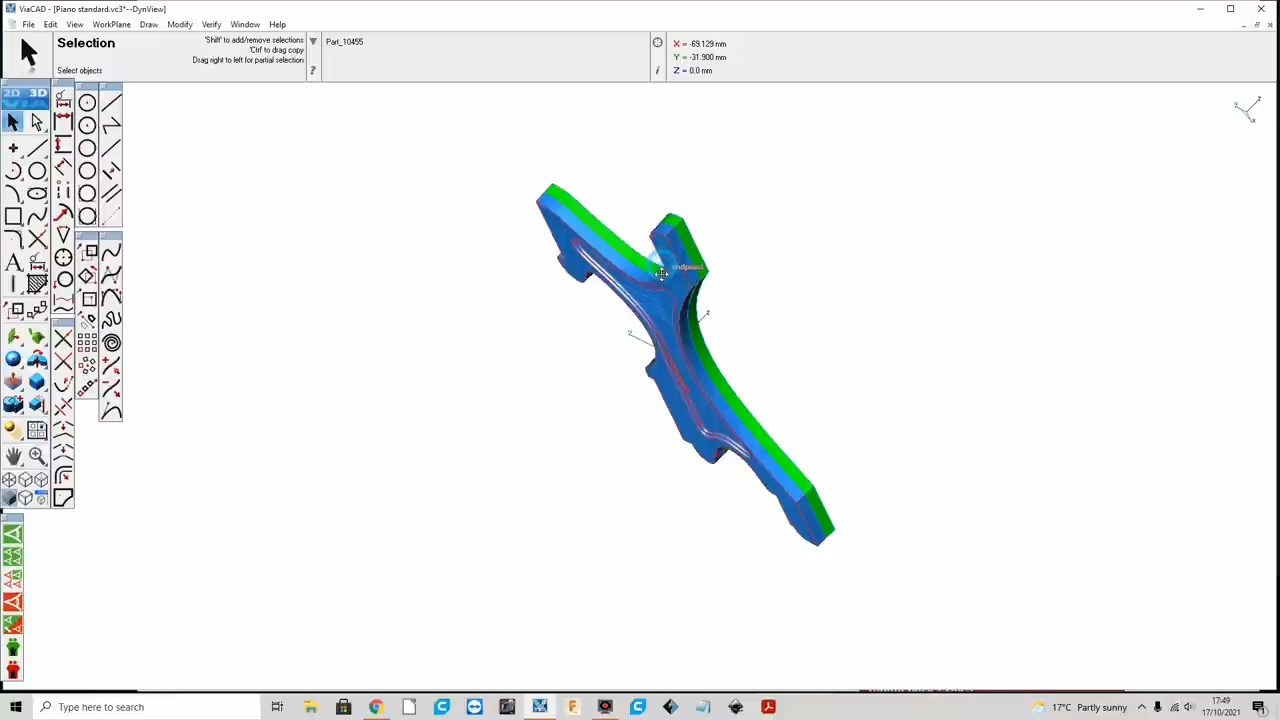 ViaCAD - [Piano standard.vc3*--DynView]
File Edit View WorkPlane Draw Modify Verify Window Help
Selection
'Shift' to add/remove selections
'Ctrl' to drag copy
Drag right to left for partial selection
Select objects
Part_10455
X = -69.129 mm
Y = -31.900 mm
Z = 0.0 mm
2D 3D
z
x
z
A
Type here to search
17°C Partly sunny
17:49
17/10/2021